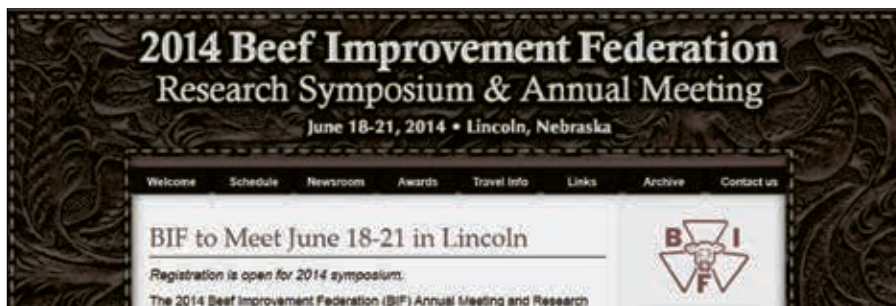 2014 Beef Improvement Federation
Research Symposium & Annual Meeting
June 18-21, 2014 • Lincoln, Nebraska
Welcome Schedule Newsroom Awards Travel Info Links Archive Contact us
BIF to Meet June 18-21 in Lincoln
Registration is open for 2014 symposium.
The 2014 Beef Improvement Federation (BIF) Annual Meeting and Research
B I
F